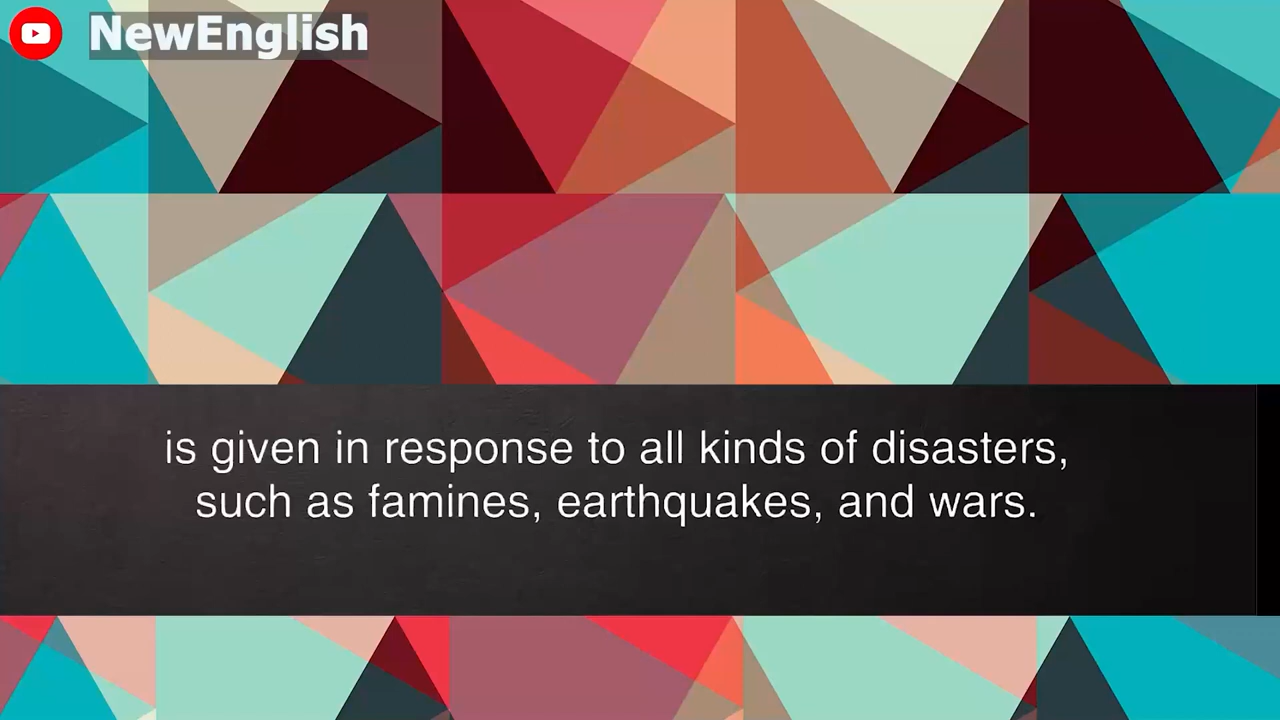 NewEnglish
is given in response to all kinds of disasters,
such as famines, earthquakes, and wars.